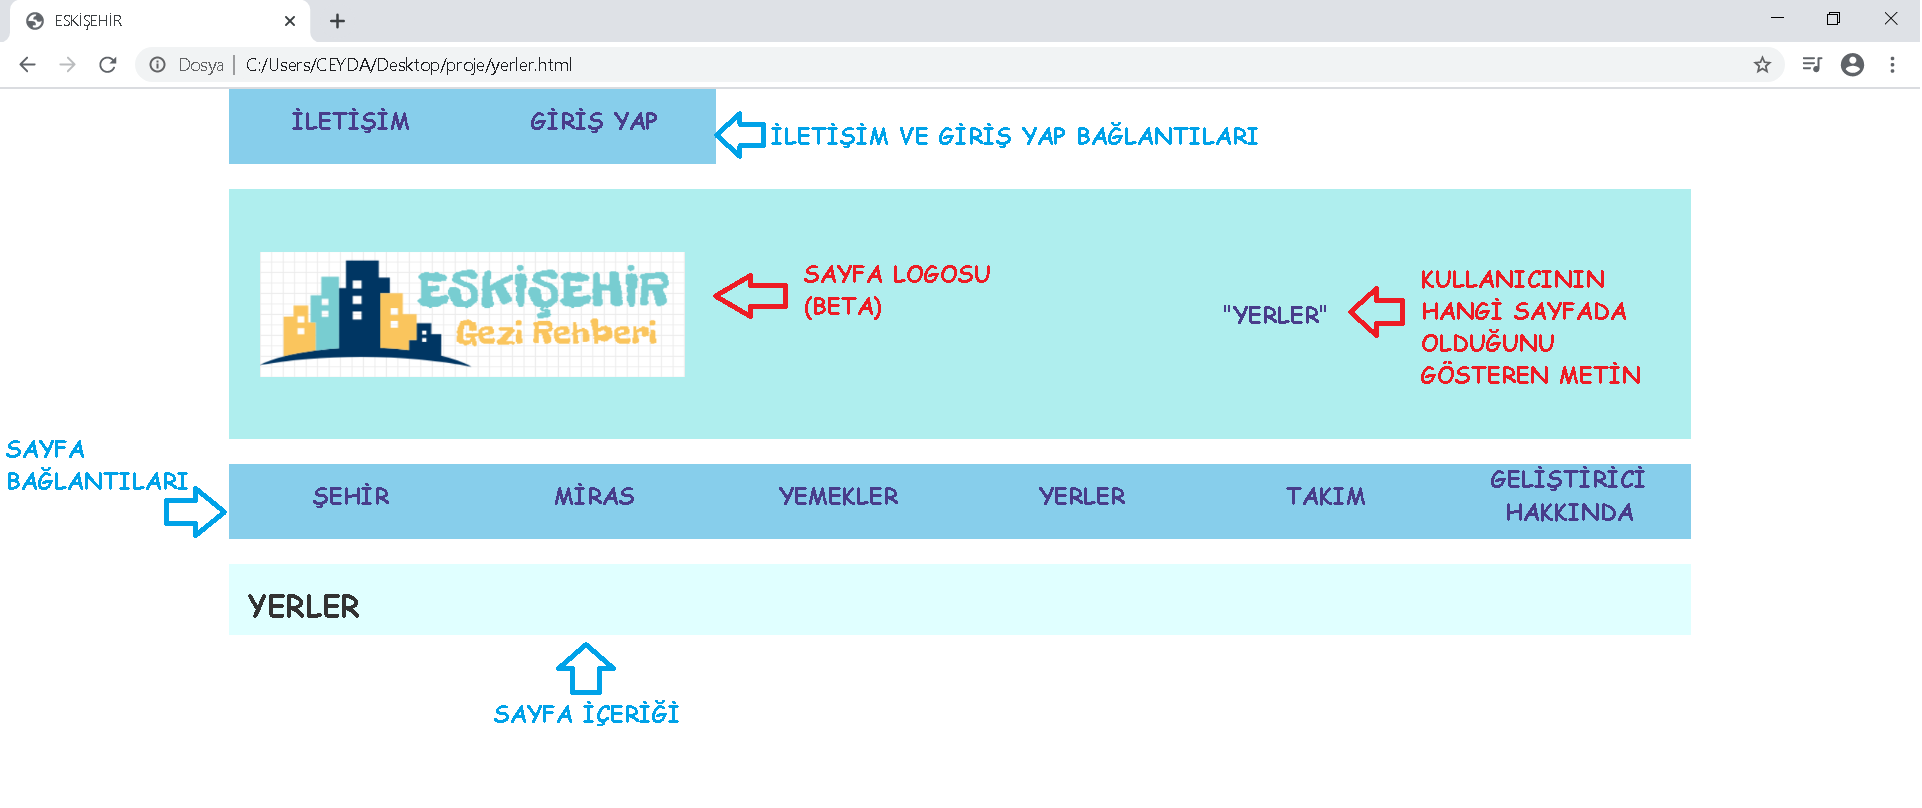 ESKİŞEHİR
Dosya | C:/Users/CEYDA/Desktop/proje/yerler.html
İLETİŞİM GİRİŞ YAP
İLETİŞİM VE GİRİŞ YAP BAĞLANTILARI
ESKİŞEHİR
Gezi Rehberi
SAYFA LOGOSU
(BETA)
"YERLER"
KULLANICININ
HANGİ SAYFADA
OLDUĞUNU
GÖSTEREN METİN
SAYFA
BAĞLANTILARI
ŞEHİR MİRAS YEMEKLER YERLER TAKIM GELİŞTİRİCİ
HAKKINDA
YERLER
SAYFA İÇERİĞİ